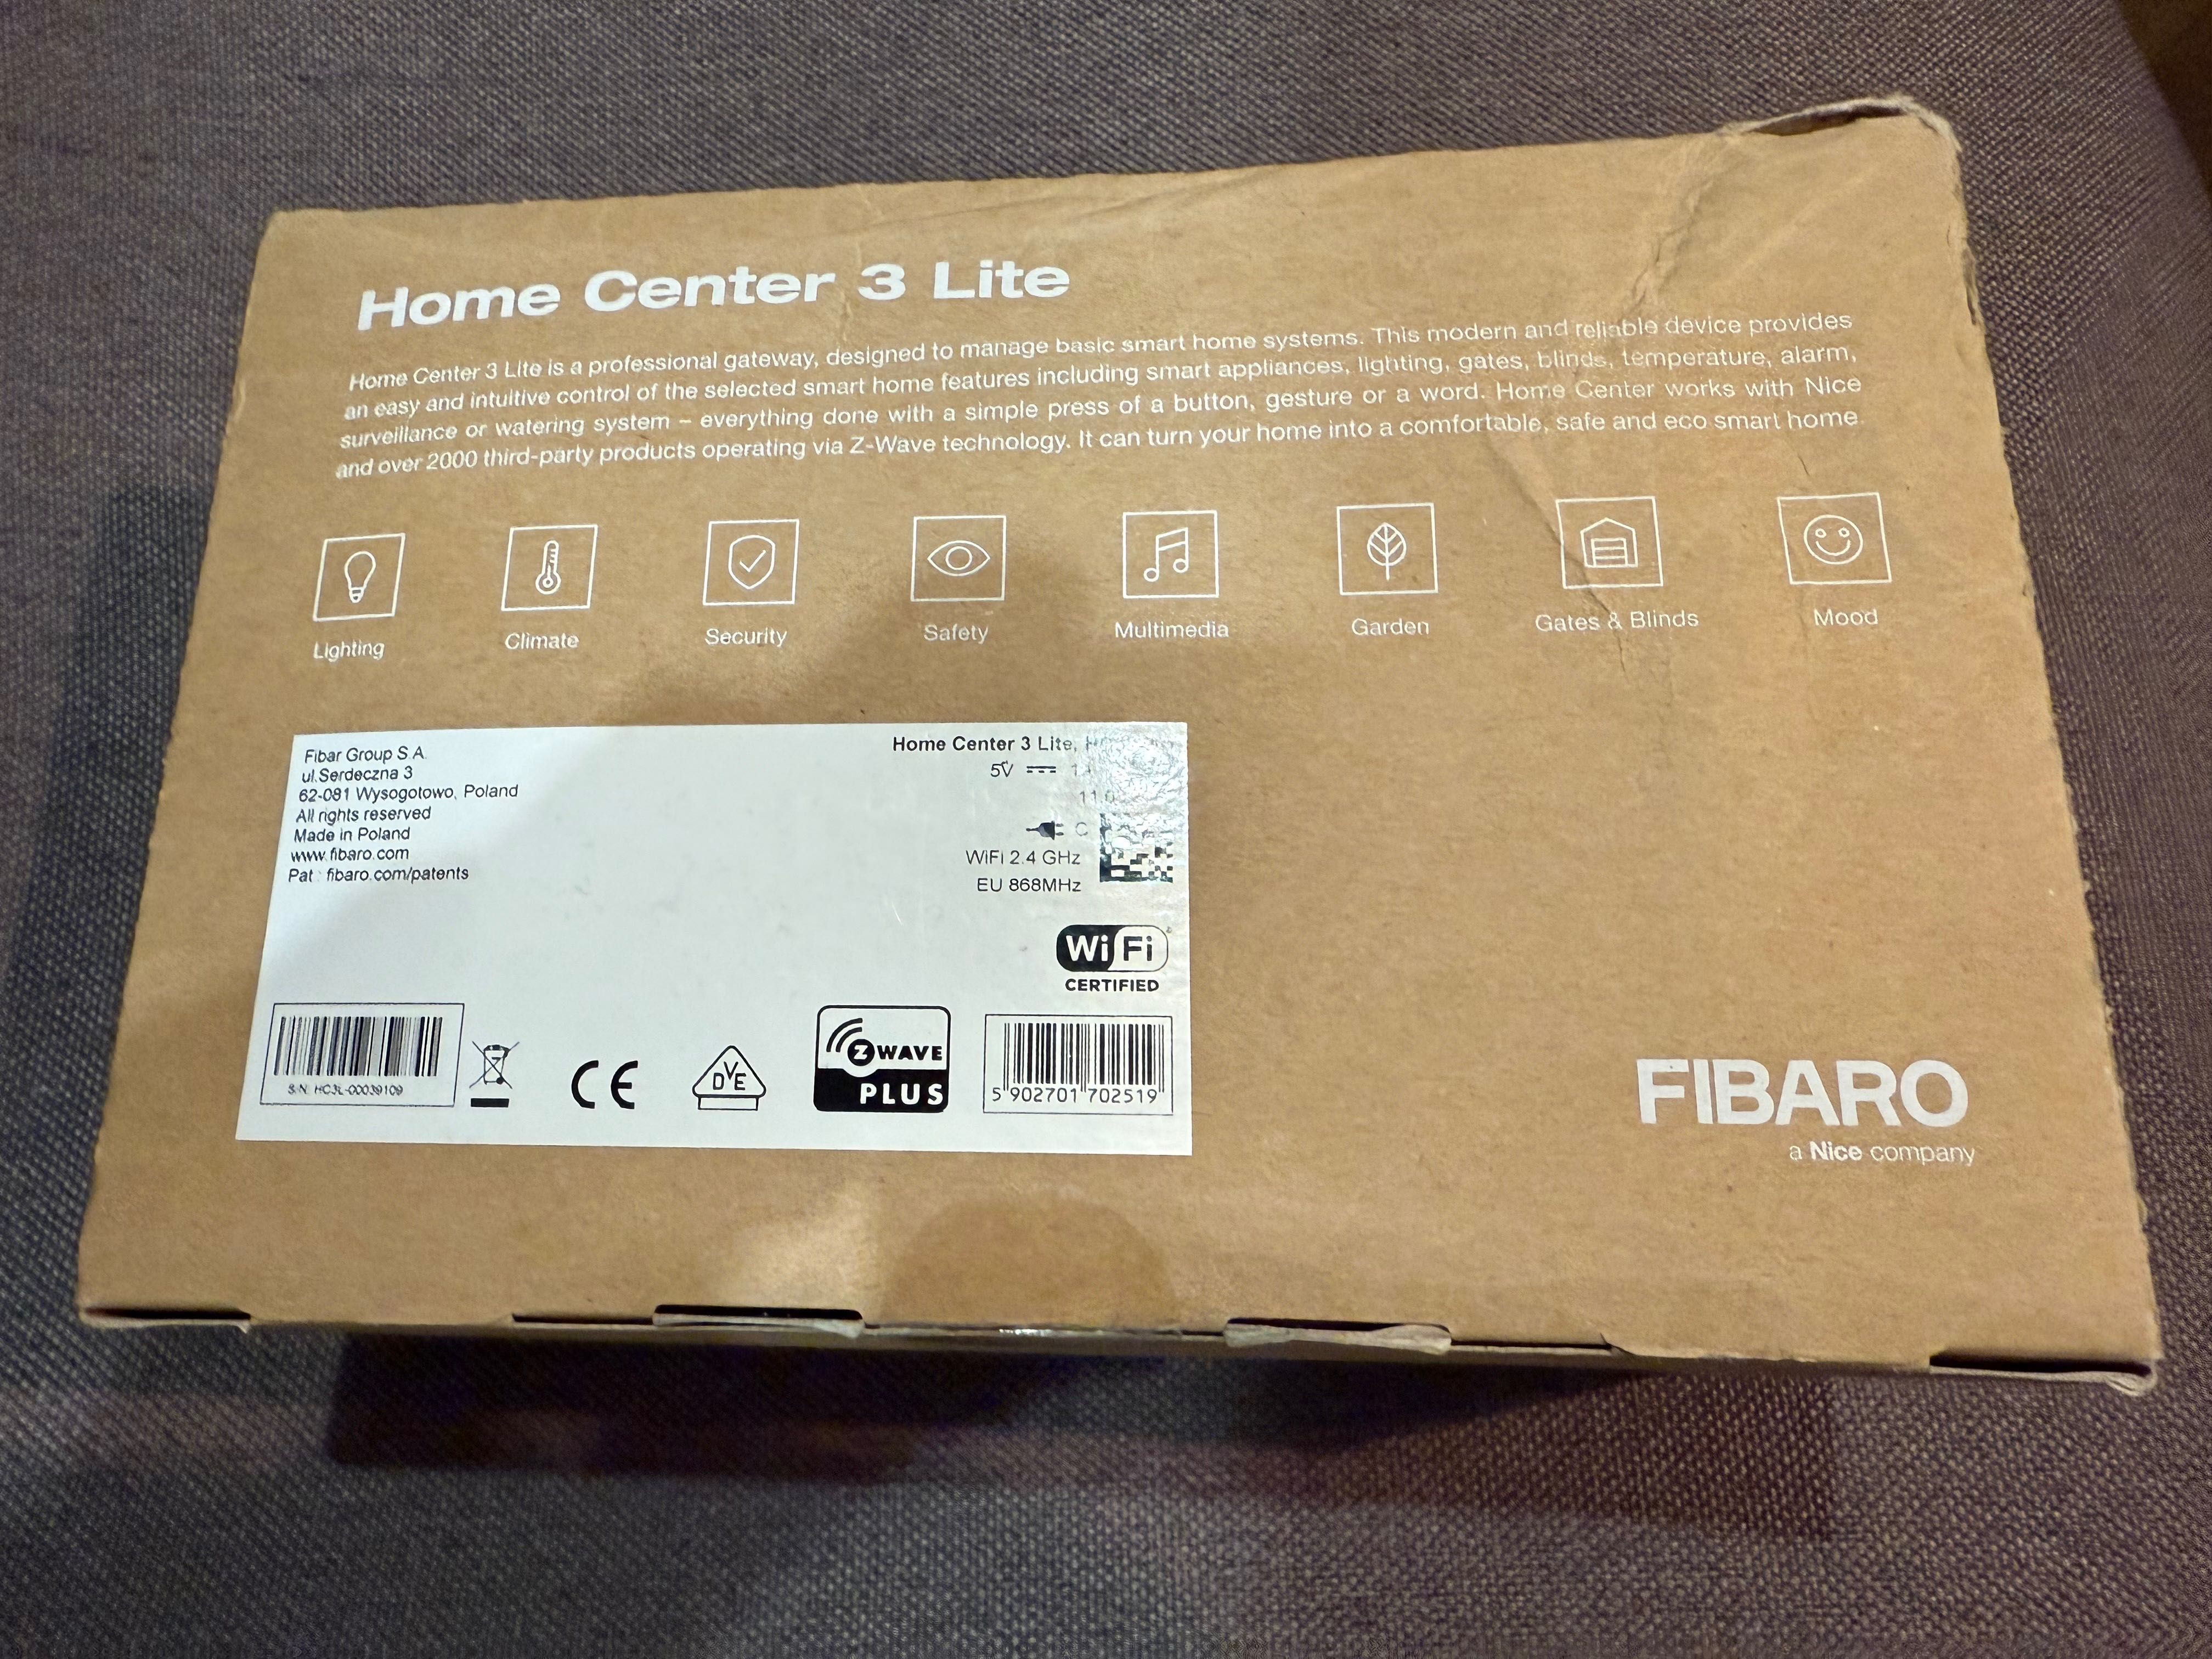 Home Center 3 Lite
Home Center 3 Lite is a professional gateway, designed to manage basic smart home systems. This modern and reliable device provides
an easy and intuitive control of the selected smart home features including smart appliances, lighting, gates, blinds, temperature, alarm,
surveillance or watering system – everything done with a simple press of a button, gesture or a word. Home Center works with Nice
and over 2000 third-party products operating via Z-Wave technology. It can turn your home into a comfortable, safe and eco smart home.
Lighting
Climate
Security
Safety
Multimedia
Garden
Gates & Blinds
Mood
Fibar Group S.A.
ul.Serdeczna 3
62-081 Wysogotowo, Poland
All rights reserved
Made in Poland
www.fibaro.com
Pat.: fibaro.com/patents
Home Center 3 Lite,
5V
WiFi 2.4 GHz
EU 868MHz
WiFi
CERTIFIED
S/N: HC3L-00039109
CE
DVE
Z WAVE
PLUS
5 902701 702519
FIBARO
a Nice company